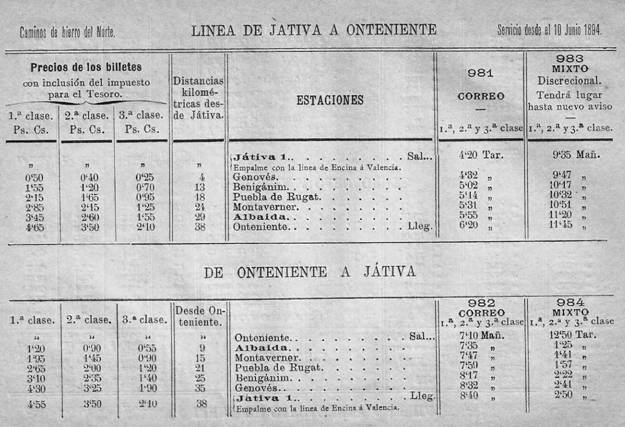 Caminos de hierro del Norte. LINEA DE JATIVA A ONTENIENTE Servicio desde el 10 Junio 1894.
Precios de los billetes
con inclusión del impuesto
para el Tesoro.
1.ª clase. 2.ª clase. 3.ª clase.
Ps. Cs. Ps. Cs. Ps. Cs.
Distancias
kilomé-
tricas des-
de Játiva.
ESTACIONES
981
CORREO
1.ª, 2.ª y 3.ª clase
983
MIXTO
Discrecional.
Tendrá lugar
hasta nuevo aviso
1.ª, 2.ª y 3.ª clase.
„ „ „ „ Játiva 1. Sal... 4'20 Tar. 9'35 Mañ.
Empalme con la linea de Encina á Valencia.
0'50 0'40 0'25 4 Genovés. 4'32 „ 9'47 „
1'55 1'20 0'70 13 Benigánim. 5'02 „ 10'17 „
2'15 1'65 0'95 18 Puebla de Rugat. 5'14 „ 10'32 „
2'85 2'15 1'25 24 Montaverner. 5'31 „ 10'51 „
3'45 2'60 1'55 29 Albaida. 5'55 „ 11'20 „
4'65 3'50 2'10 38 Onteniente. Lleg. 6'20 „ 11'45 „
DE ONTENIENTE A JÁTIVA
1.ª clase. 2.ª clase. 3.ª clase.
Desde On-
teniente.
982
CORREO
1.ª, 2.ª y 3.ª clase
984
MIXTO
1.ª, 2.ª y 3.ª clase
„ „ „ „ Onteniente. Sal... 7'10 Mañ. 12'50 Tar.
1'20 0'90 0'55 9 Albaida. 7'35 „ 1'25 „
1'95 1'45 0'90 15 Montaverner. 7'47 „ 1'41 „
2'65 2'00 1'20 21 Puebla de Rugat. 7'59 „ 1'57 „
3'10 2'35 1'40 25 Benigánim. 8'17 „ 2'22 „
4'30 3'25 1'90 35 Genovés. 8'32 „ 2'41 „
4'55 3'50 2'10 38 Játiva 1. Lleg. 8'40 „ 2'50 „
Empalme con la linea de Encina á Valencia.